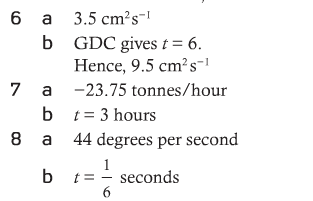 6 a 3.5 cm²s⁻¹
b GDC gives t = 6.
Hence, 9.5 cm² s⁻¹
7 a −23.75 tonnes/hour
b t = 3 hours
8 a 44 degrees per second
b t = 1/6 seconds